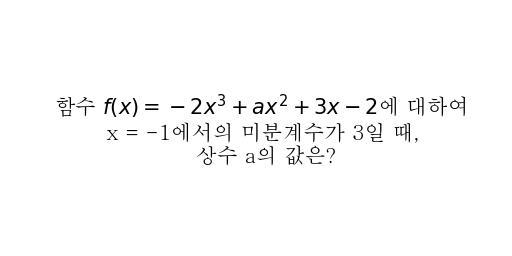 함수 f(x) = −2x³ + ax² + 3x − 2에 대하여
x = −1에서의 미분계수가 3일 때,
상수 a의 값은?